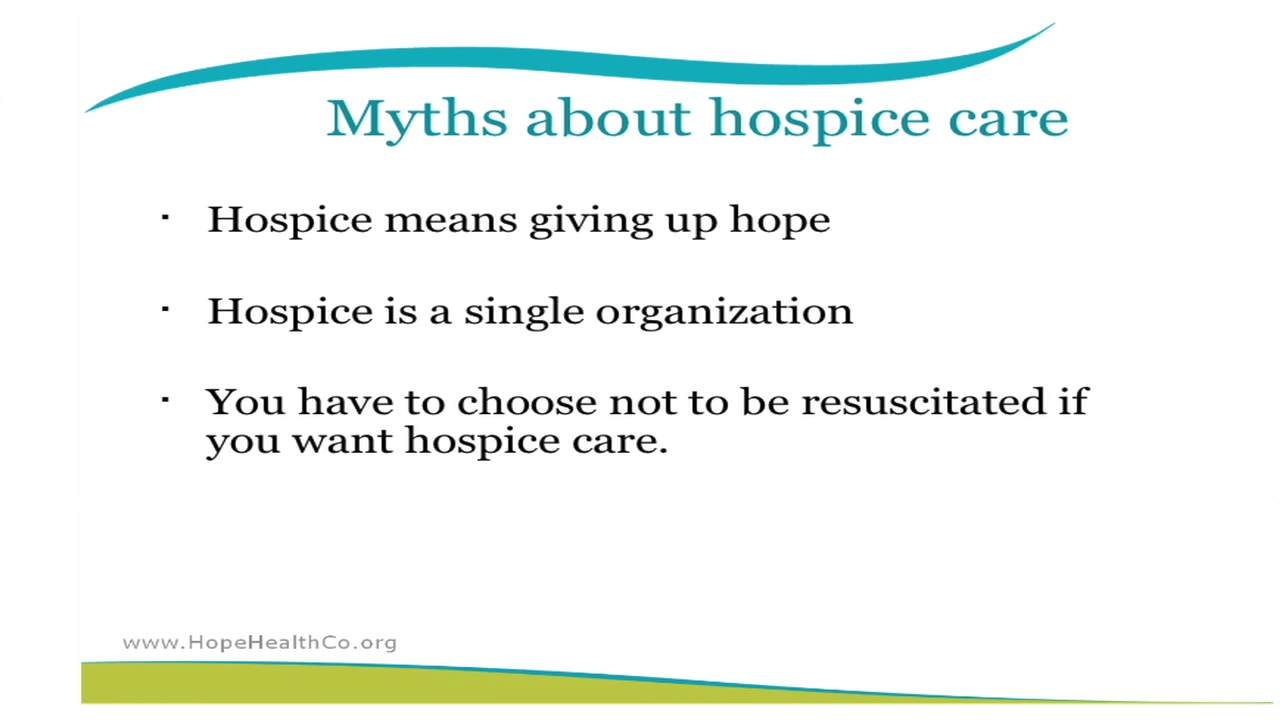 Myths about hospice care
· Hospice means giving up hope
· Hospice is a single organization
· You have to choose not to be resuscitated if
you want hospice care.
www.HopeHealthCo.org